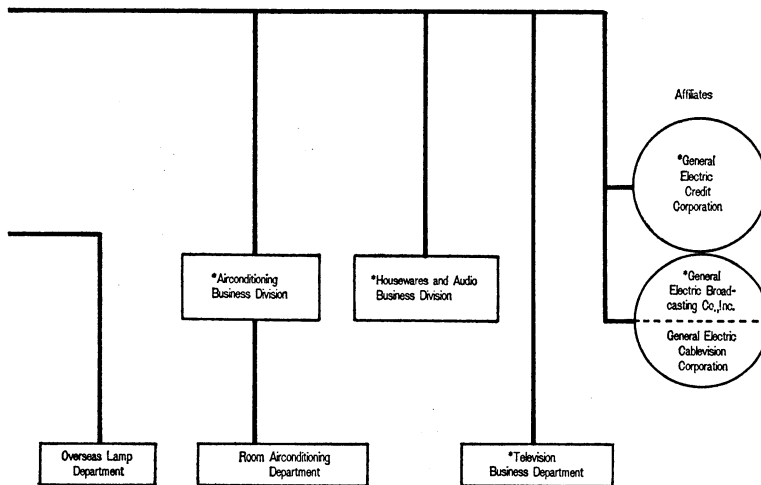 Affiliates
*General
Electric
Credit
Corporation
*General
Electric Broad-
casting Co.,Inc.
General Electric
Cablevision
Corporation
*Airconditioning
Business Division
*Housewares and Audio
Business Division
Overseas Lamp
Department
Room Airconditioning
Department
*Television
Business Department